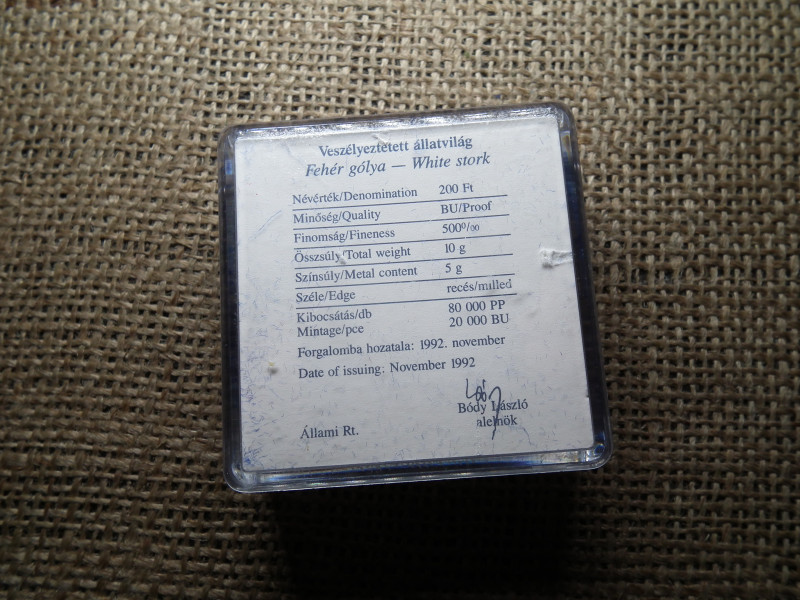 Veszélyeztetett állatvilág
Fehér gólya — White stork
Névérték/Denomination 200 Ft
Minőség/Quality BU/Proof
Finomság/Fineness 500⁰/₀₀
Összsúly/Total weight 10 g
Színsúly/Metal content 5 g
Széle/Edge recés/milled
Kibocsátás/db 80 000 PP
Mintage/pce 20 000 BU
Forgalomba hozatala: 1992. november
Date of issuing: November 1992
Bódy László
alelnök
Állami Rt.